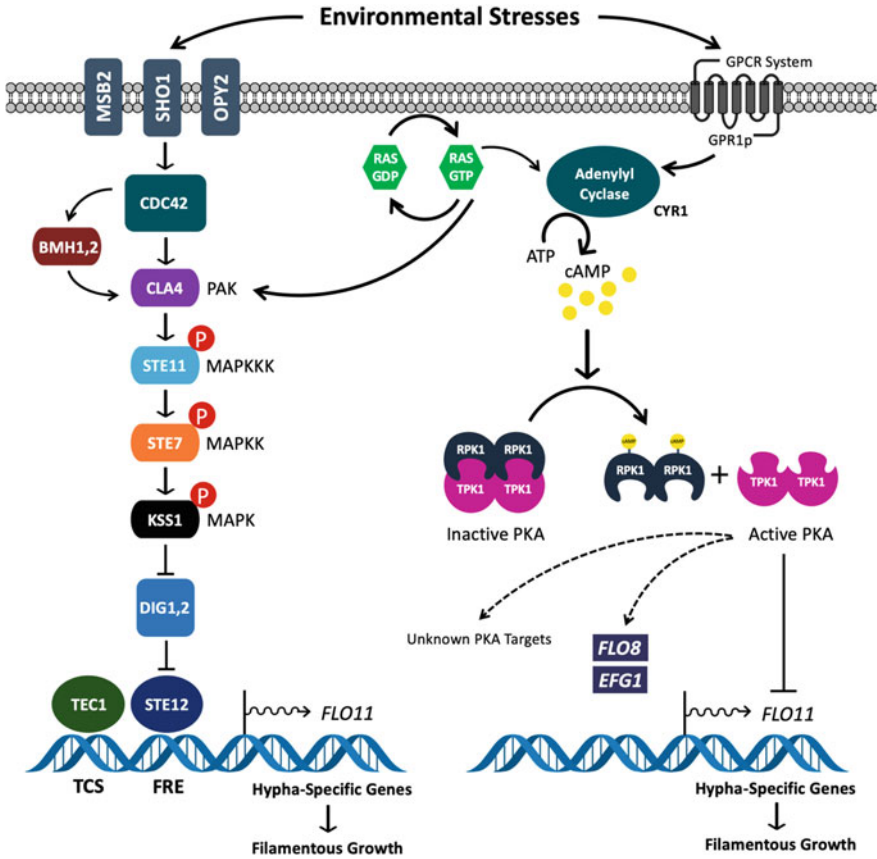 Environmental Stresses
MSB2
SHO1
OPY2
GPCR System
GPR1p
RAS
GDP
RAS
GTP
Adenylyl
Cyclase
CYR1
CDC42
BMH1,2
ATP
cAMP
CLA4
PAK
P
STE11
MAPKKK
P
STE7
MAPKK
P
KSS1
MAPK
RPK1
RPK1
TPK1
TPK1
cAMP
cAMP
RPK1
RPK1
+
TPK1
TPK1
Inactive PKA
Active PKA
DIG1,2
Unknown PKA Targets
FLO8
EFG1
TEC1
STE12
FLO11
FLO11
TCS
FRE
Hypha-Specific Genes
Filamentous Growth
Hypha-Specific Genes
Filamentous Growth